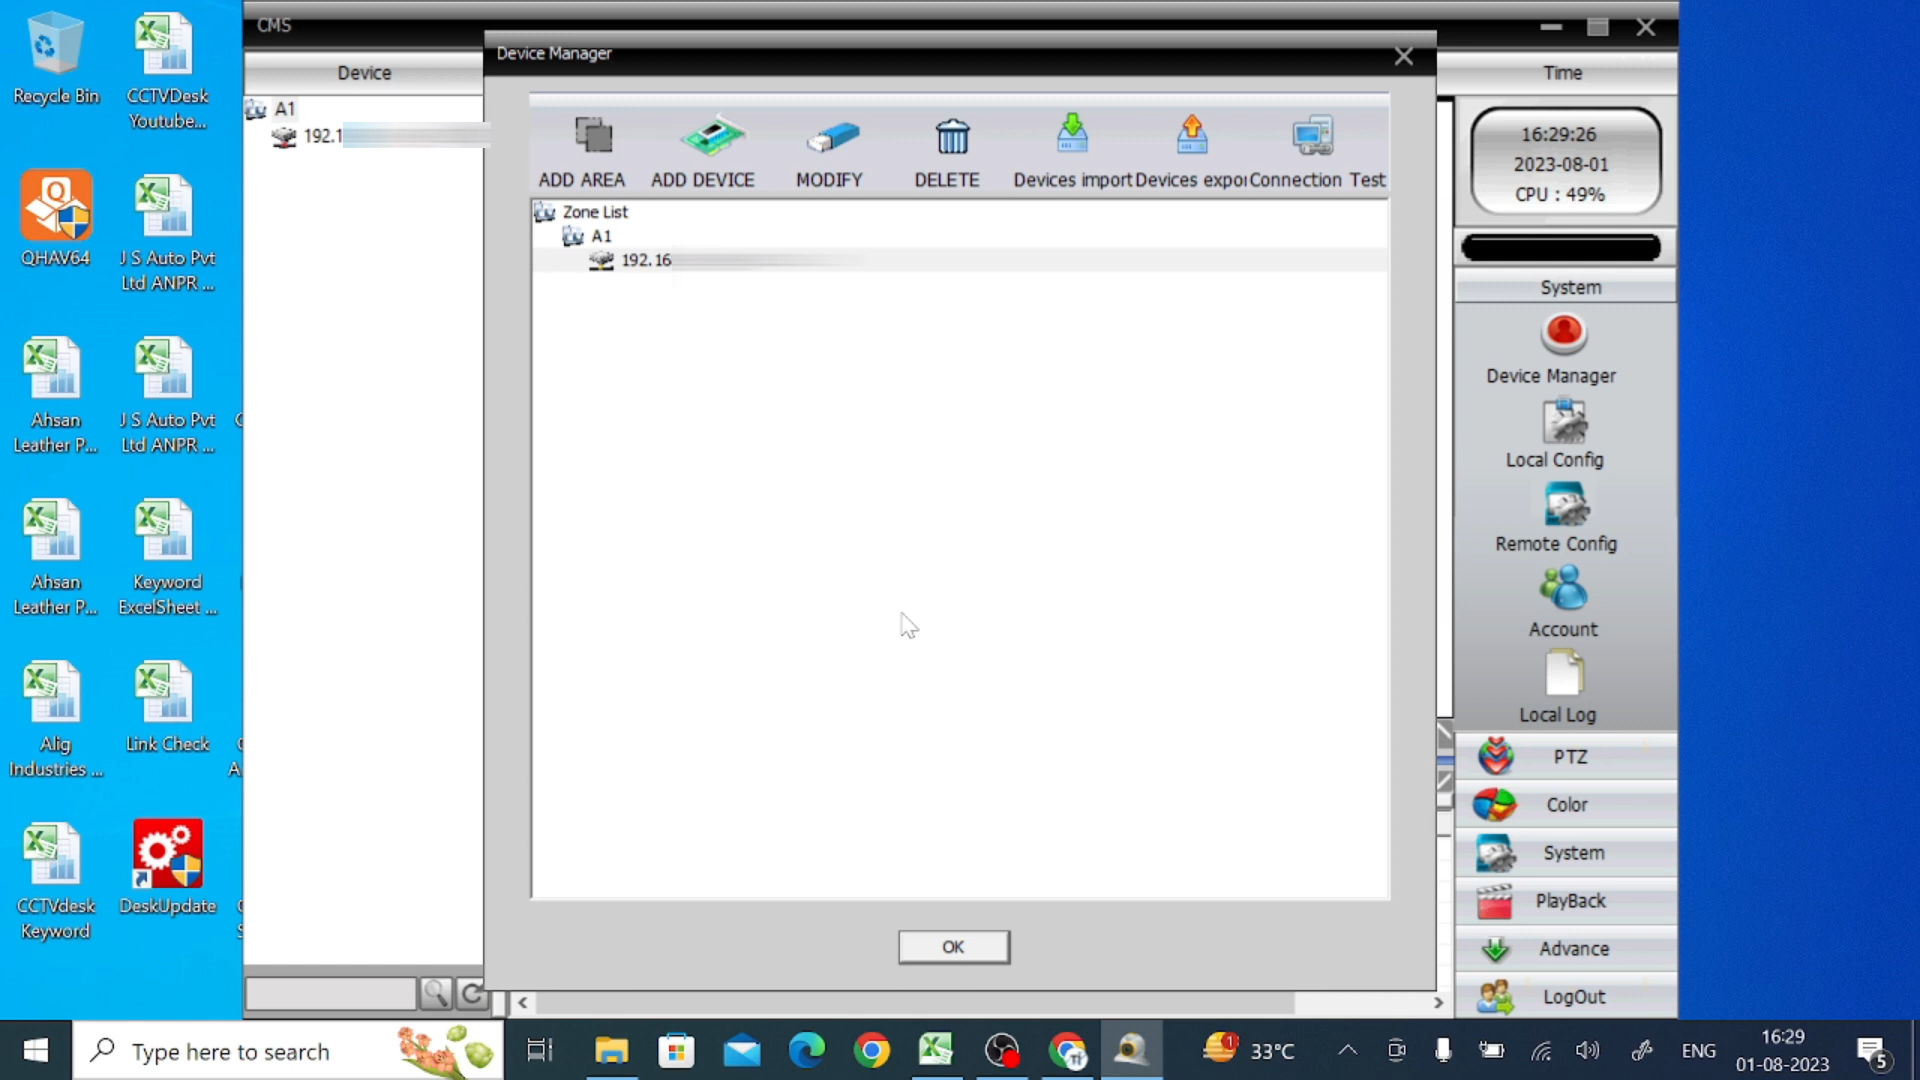 CMS
Device Manager
Device
Time
Recycle Bin
CCTVDesk
Youtube...
A1
192.1
16:29:26
2023-08-01
CPU : 49%
ADD AREA
ADD DEVICE
MODIFY
DELETE
Devices import
Devices expo
Connection Test
Zone List
A1
192.16
QHAV64
J S Auto Pvt
Ltd ANPR ...
System
Device Manager
Local Config
Remote Config
Account
Local Log
PTZ
Color
System
PlayBack
Advance
LogOut
Ahsan
Leather P...
J S Auto Pvt
Ltd ANPR ...
Ahsan
Leather P...
Keyword
ExcelSheet ...
Alig
Industries ...
Link Check
CCTVdesk
Keyword
DeskUpdate
OK
Type here to search
33°C
ENG
16:29
01-08-2023
5